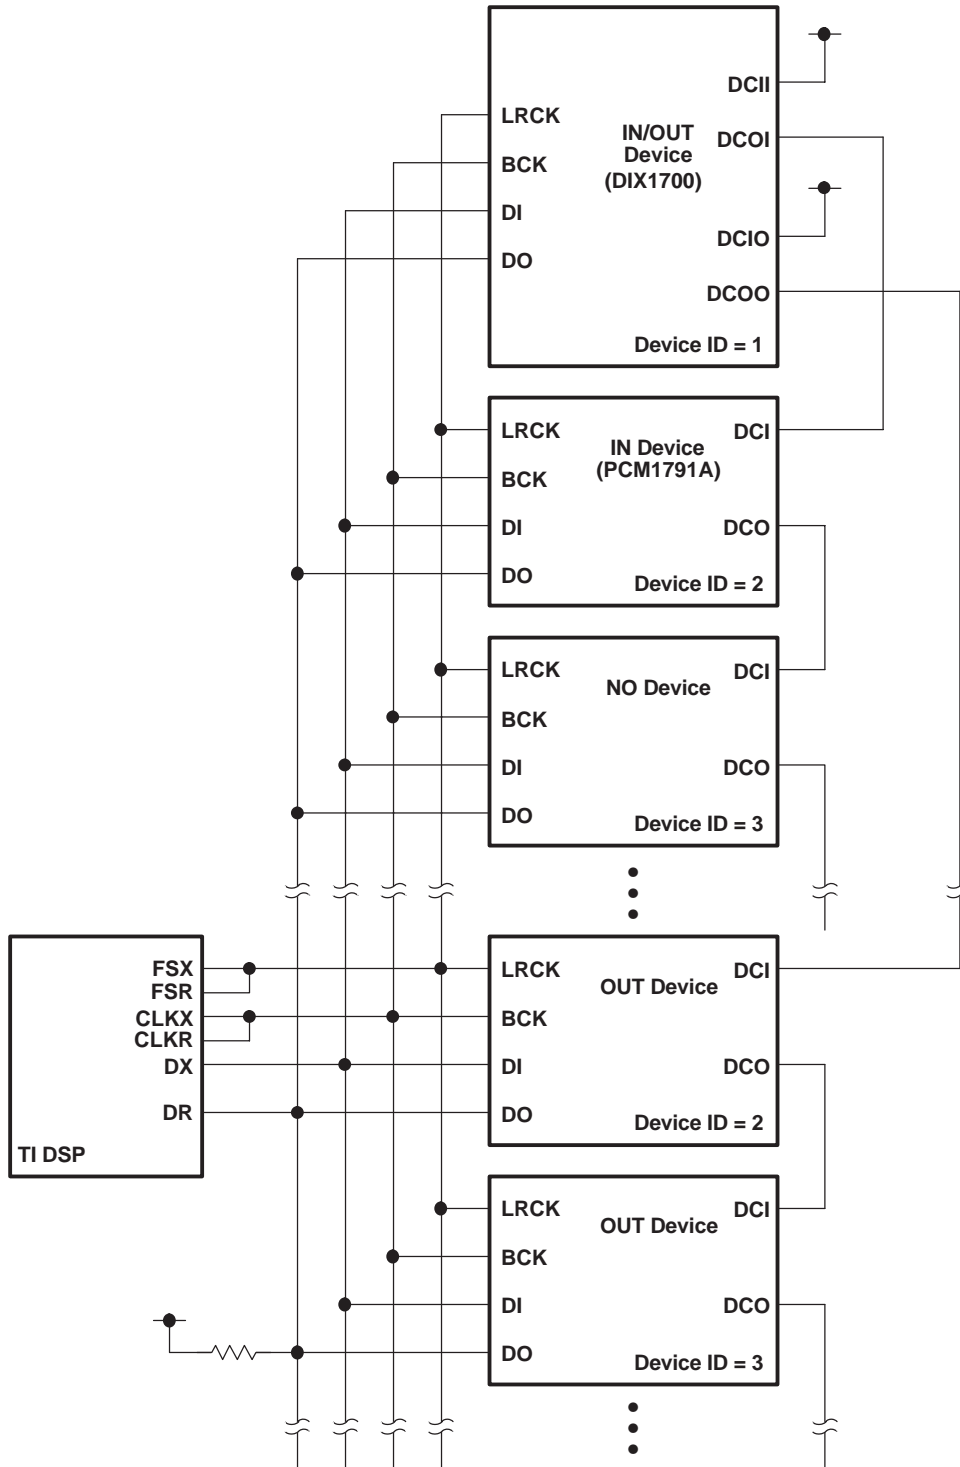 LRCK
BCK
DI
DO
IN/OUT
Device
(DIX1700)
DCII
DCOI
DCIO
DCOO
Device ID = 1
LRCK
BCK
DI
DO
IN Device
(PCM1791A)
DCI
DCO
Device ID = 2
LRCK
BCK
DI
DO
NO Device
DCI
DCO
Device ID = 3
FSX
FSR
CLKX
CLKR
DX
DR
TI DSP
LRCK
BCK
DI
DO
OUT Device
DCI
DCO
Device ID = 2
LRCK
BCK
DI
DO
OUT Device
DCI
DCO
Device ID = 3